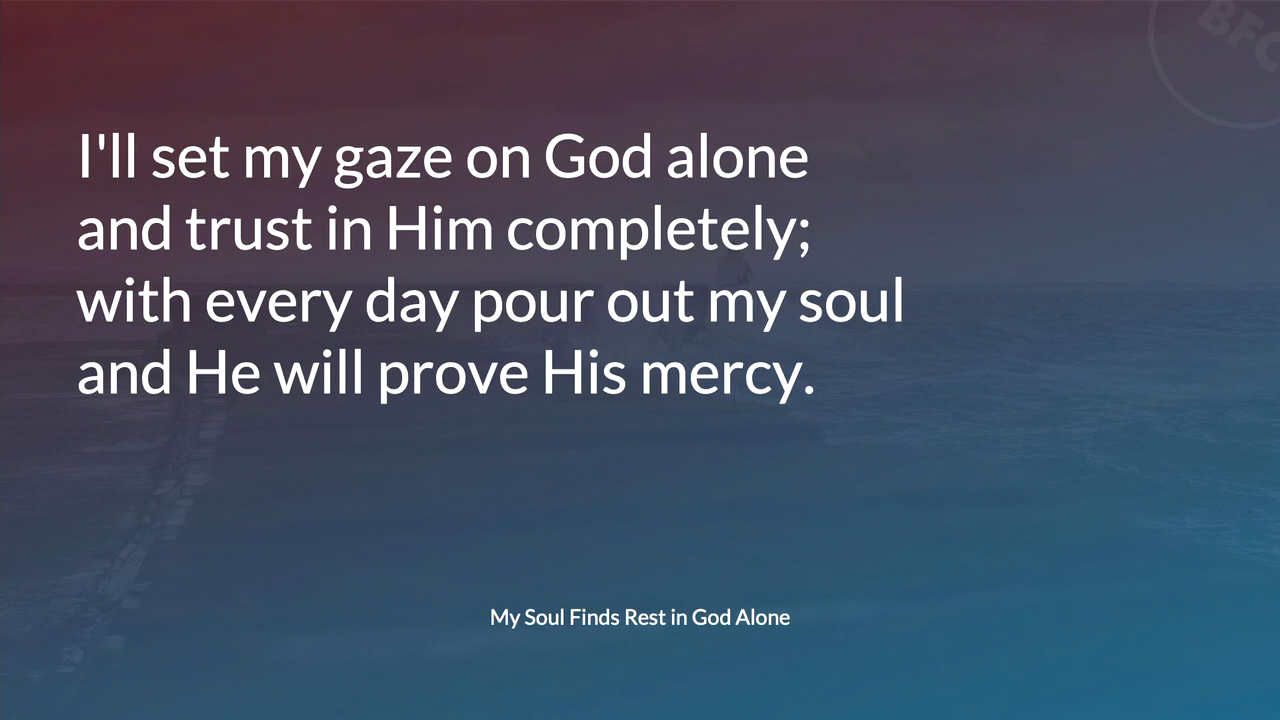 BFC
I'll set my gaze on God alone
and trust in Him completely;
with every day pour out my soul
and He will prove His mercy.
My Soul Finds Rest in God Alone